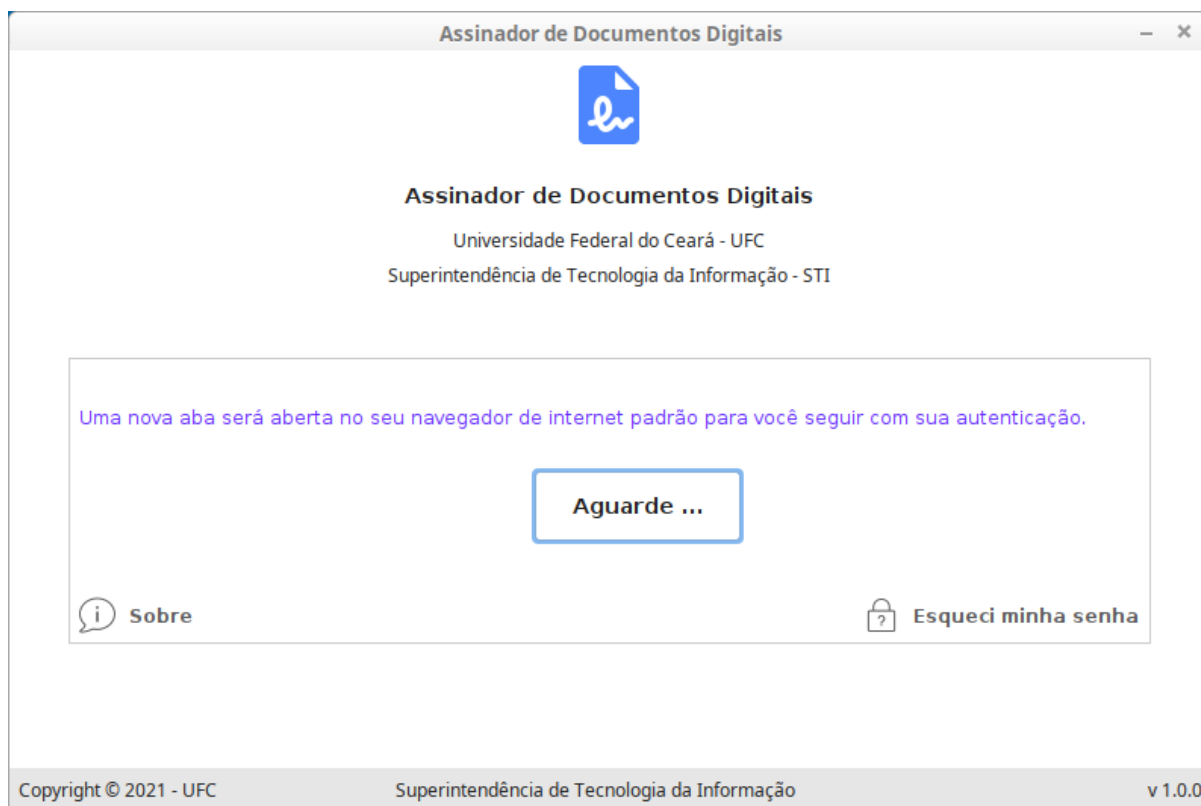 Assinador de Documentos Digitais
Assinador de Documentos Digitais
Universidade Federal do Ceará - UFC
Superintendência de Tecnologia da Informação - STI
Uma nova aba será aberta no seu navegador de internet padrão para você seguir com sua autenticação.
Aguarde ...
Sobre
Esqueci minha senha
Copyright © 2021 - UFC
Superintendência de Tecnologia da Informação
v 1.0.0